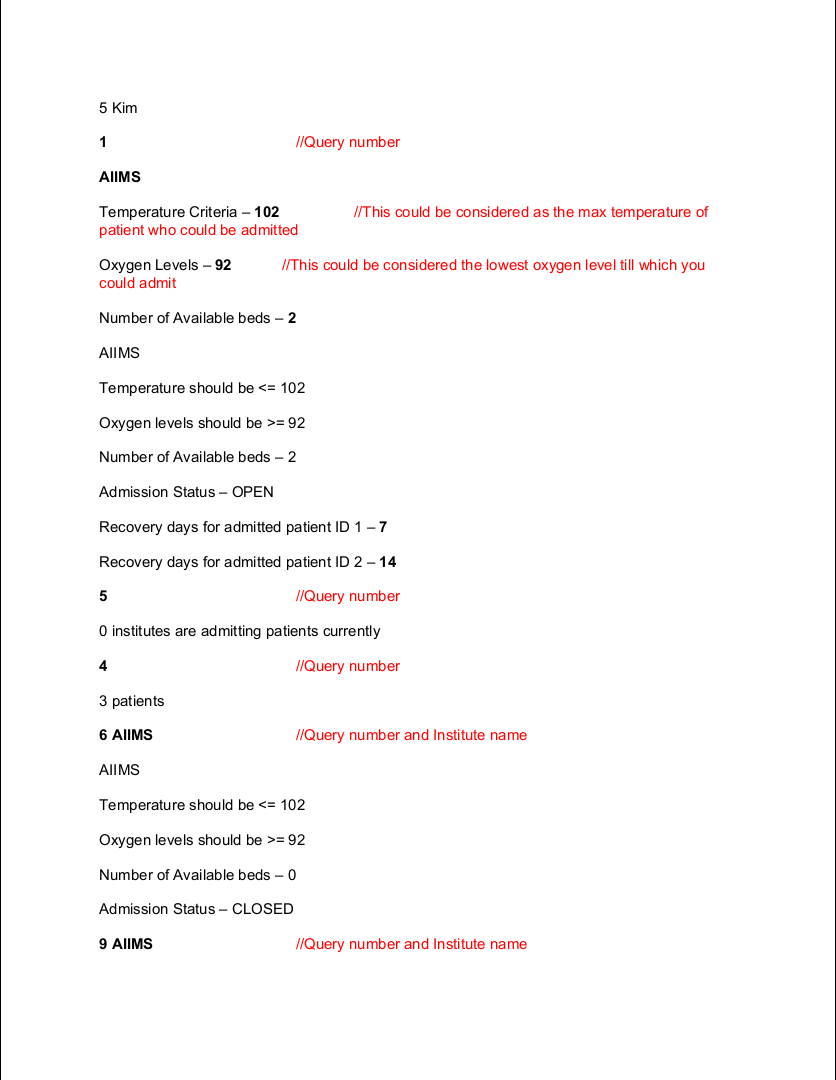 5 Kim
1 //Query number
AIIMS
Temperature Criteria – 102 //This could be considered as the max temperature of
patient who could be admitted
Oxygen Levels – 92 //This could be considered the lowest oxygen level till which you
could admit
Number of Available beds – 2
AIIMS
Temperature should be <= 102
Oxygen levels should be >= 92
Number of Available beds – 2
Admission Status – OPEN
Recovery days for admitted patient ID 1 – 7
Recovery days for admitted patient ID 2 – 14
5 //Query number
0 institutes are admitting patients currently
4 //Query number
3 patients
6 AIIMS //Query number and Institute name
AIIMS
Temperature should be <= 102
Oxygen levels should be >= 92
Number of Available beds – 0
Admission Status – CLOSED
9 AIIMS //Query number and Institute name